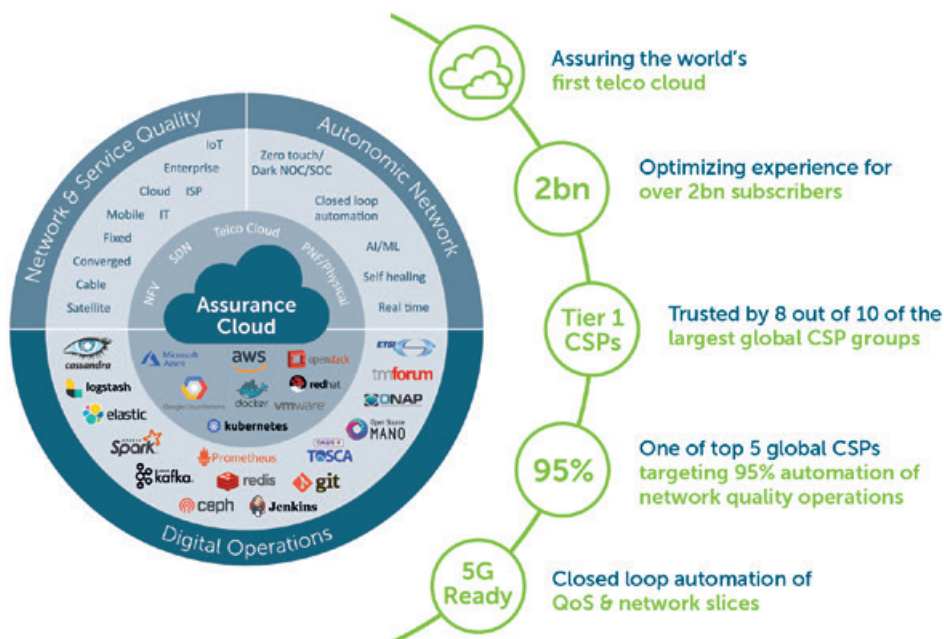 Network & Service Quality
Autonomic Network
Digital Operations
IoT
Enterprise
Cloud ISP
Mobile IT
Fixed
Converged
Cable
Satellite
Zero touch/
Dark NOC/SOC
Closed loop
automation
AI/ML
Self healing
Real time
NFV
SDN
Telco Cloud
PNF/Physical
Assurance
Cloud
cassandra
logstash
elastic
APACHE
Spark
kafka
Microsoft
Azure
aws
openstack
docker
redhat
vmware
kubernetes
ETSI
tmforum
ONAP
Open Source
MANO
Prometheus
OASIS
TOSCA
redis
git
ceph
Jenkins
Assuring the world's
first telco cloud
2bn
Optimizing experience for
over 2bn subscribers
Tier 1
CSPs
Trusted by 8 out of 10 of the
largest global CSP groups
95%
One of top 5 global CSPs
targeting 95% automation of
network quality operations
5G
Ready
Closed loop automation of
QoS & network slices